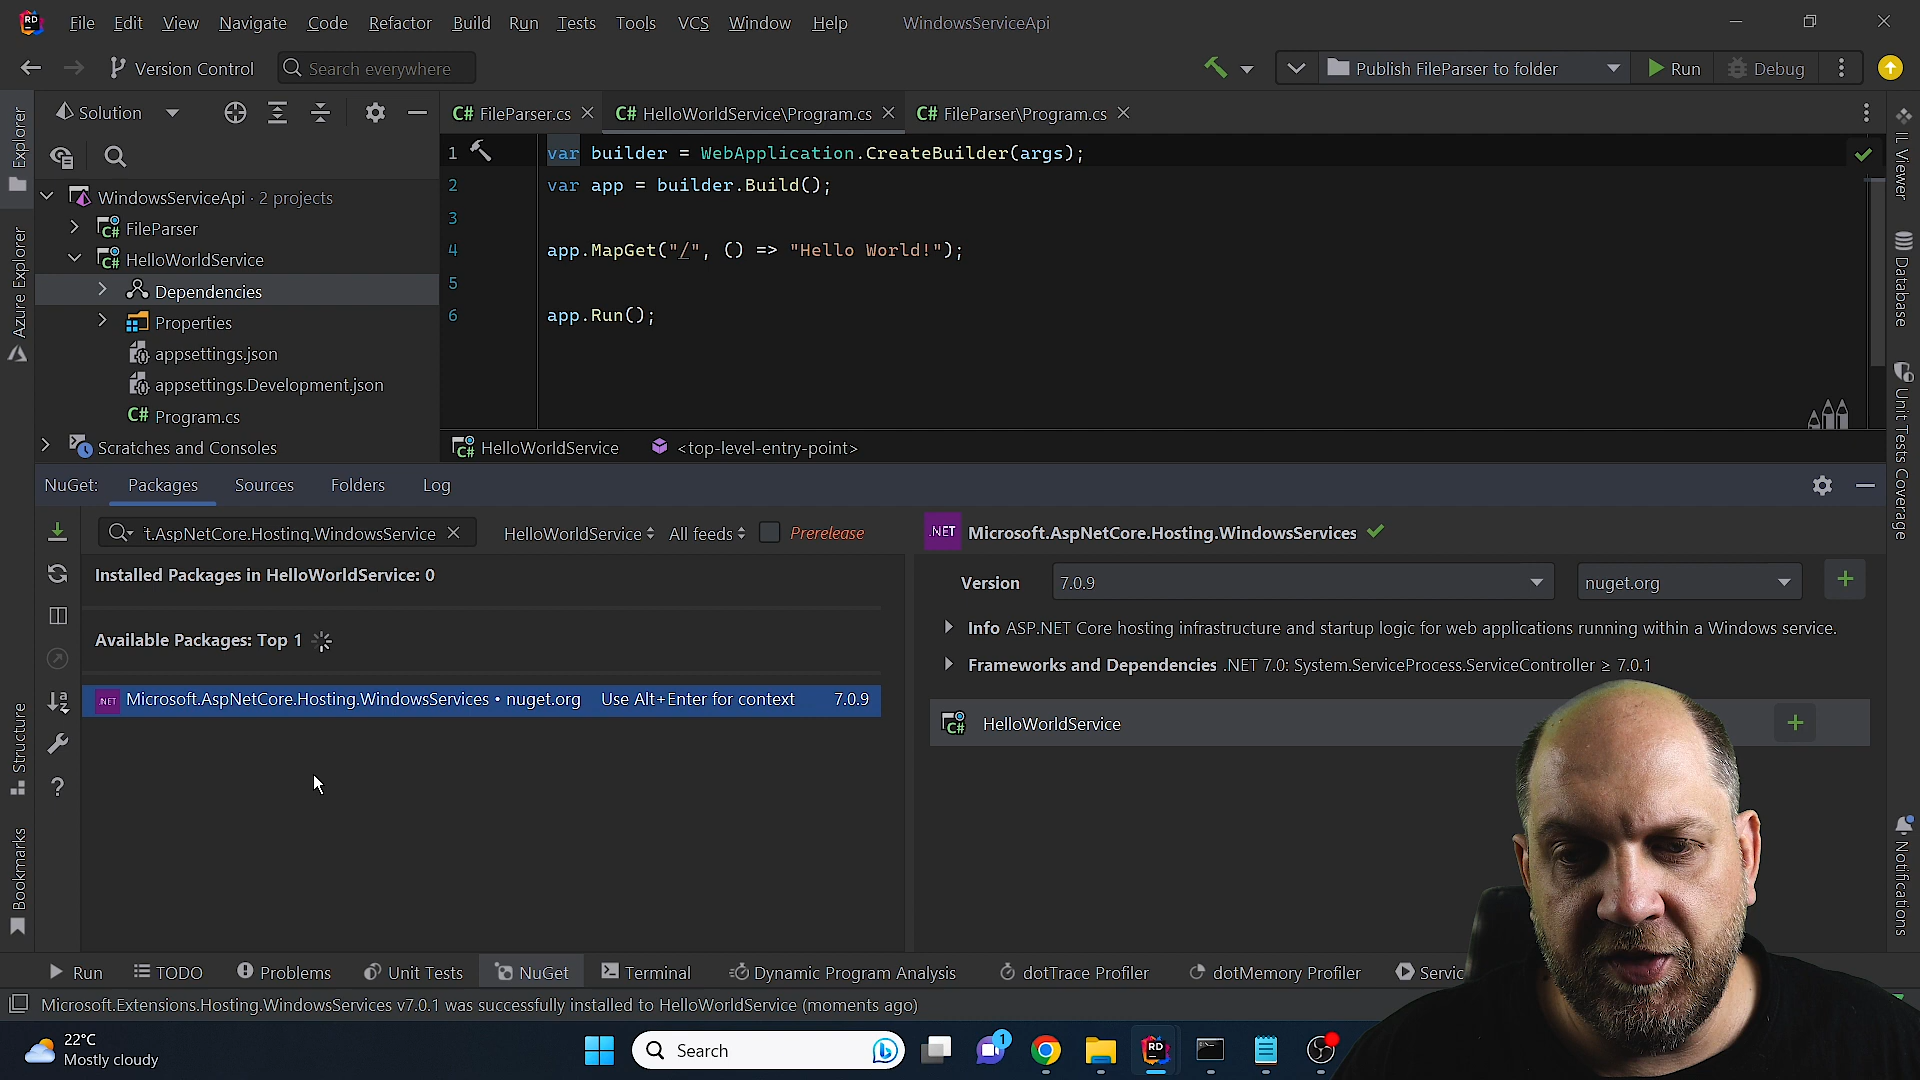 File Edit View Navigate Code Refactor Build Run Tests Tools VCS Window Help WindowsServiceApi
Version Control Search everywhere Publish FileParser to folder Run Debug
Solution
C# FileParser.cs C# HelloWorldService\Program.cs C# FileParser\Program.cs
Explorer
Azure Explorer
Structure
Bookmarks
WindowsServiceApi · 2 projects
FileParser
HelloWorldService
Dependencies
Properties
appsettings.json
appsettings.Development.json
C# Program.cs
Scratches and Consoles
1 var builder = WebApplication.CreateBuilder(args);
2 var app = builder.Build();
3
4 app.MapGet("/", () => "Hello World!");
5
6 app.Run();
HelloWorldService <top-level-entry-point>
IL Viewer
Database
Unit Tests Coverage
Notifications
NuGet: Packages Sources Folders Log
t.AspNetCore.Hosting.WindowsService HelloWorldService All feeds Prerelease
Installed Packages in HelloWorldService: 0
Available Packages: Top 1
.NET Microsoft.AspNetCore.Hosting.WindowsServices • nuget.org Use Alt+Enter for context 7.0.9
.NET Microsoft.AspNetCore.Hosting.WindowsServices
Version 7.0.9 nuget.org
Info ASP.NET Core hosting infrastructure and startup logic for web applications running within a Windows service.
Frameworks and Dependencies .NET 7.0: System.ServiceProcess.ServiceController ≥ 7.0.1
HelloWorldService
Run TODO Problems Unit Tests NuGet Terminal Dynamic Program Analysis dotTrace Profiler dotMemory Profiler Servic
Microsoft.Extensions.Hosting.WindowsServices v7.0.1 was successfully installed to HelloWorldService (moments ago)
22°C
Mostly cloudy
Search
1
RD